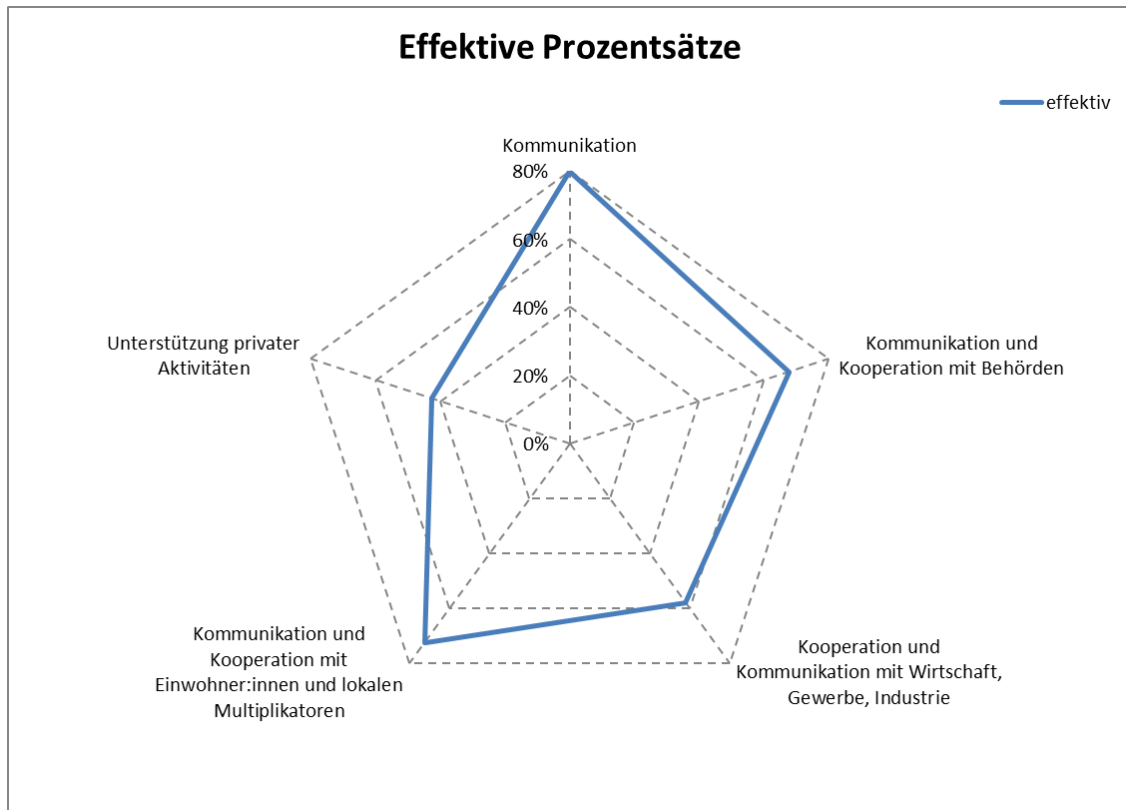 Effektive Prozentsätze
effektiv
Kommunikation
80%
60%
40%
20%
0%
Kommunikation und
Kooperation mit Behörden
Kooperation und
Kommunikation mit Wirtschaft,
Gewerbe, Industrie
Kommunikation und
Kooperation mit
Einwohner:innen und lokalen
Multiplikatoren
Unterstützung privater
Aktivitäten